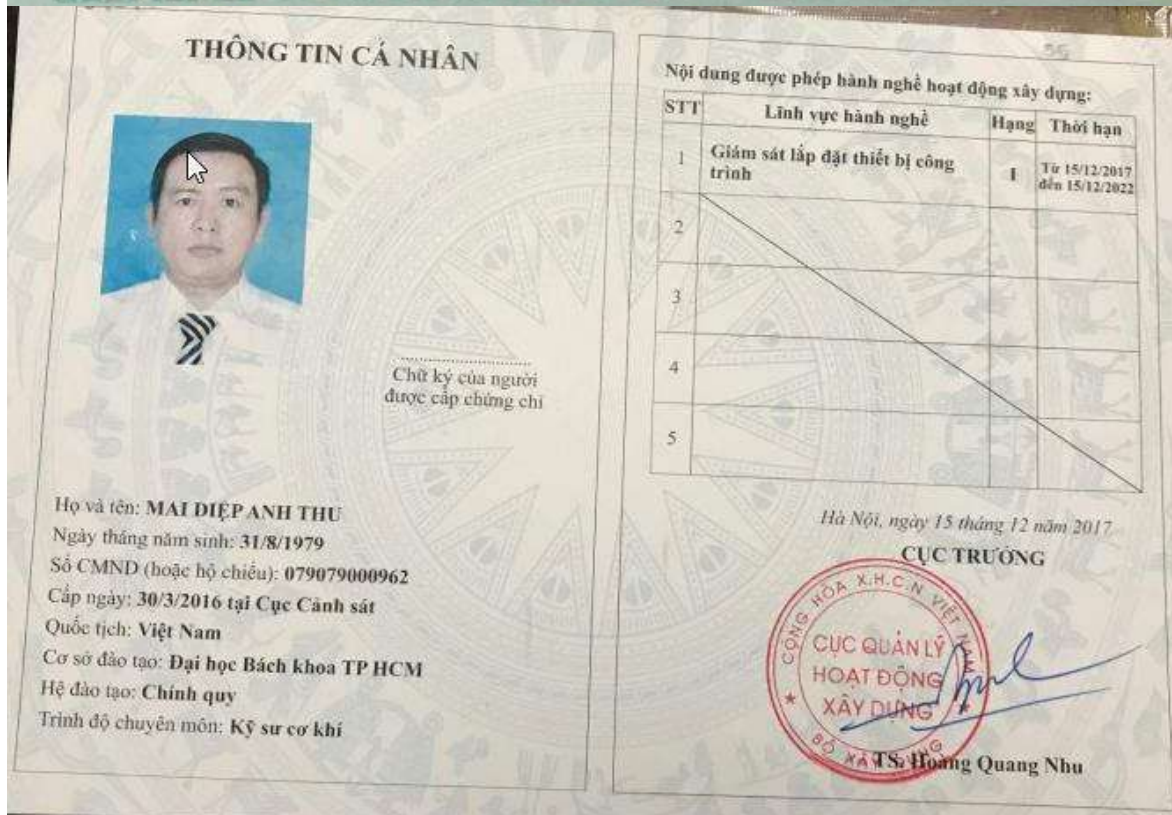 THÔNG TIN CÁ NHÂN
Chữ ký của người
được cấp chứng chỉ
Họ và tên: MAI DIỆP ANH THU
Ngày tháng năm sinh: 31/8/1979
Số CMND (hoặc hộ chiếu): 079079000962
Cấp ngày: 30/3/2016 tại Cục Cảnh sát
Quốc tịch: Việt Nam
Cơ sở đào tạo: Đại học Bách khoa TP HCM
Hệ đào tạo: Chính quy
Trình độ chuyên môn: Kỹ sư cơ khí
Nội dung được phép hành nghề hoạt động xây dựng:
STT Lĩnh vực hành nghề Hạng Thời hạn
1 Giám sát lắp đặt thiết bị công trình I Từ 15/12/2017 đến 15/12/2022
2
3
4
5
Hà Nội, ngày 15 tháng 12 năm 2017
CỤC TRƯỞNG
CỘNG HÒA X.H.C.N VIỆT NAM
CỤC QUẢN LÝ
HOẠT ĐỘNG
XÂY DỰNG
BỘ XÂY DỰNG
TS. Hoàng Quang Nhu